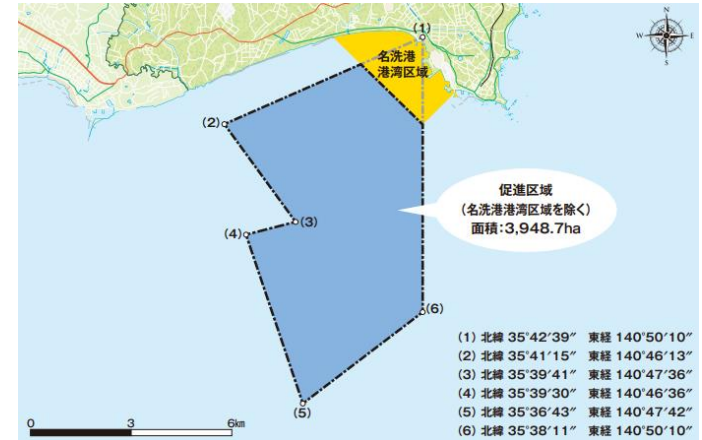 (1)
名洗港
港湾区域
N
W
E
S
(2)
促進区域
(名洗港港湾区域を除く)
面積:3,948.7ha
(3)
(4)
(6)
(5)
(1) 北緯 35°42′39″ 東経 140°50′10″
(2) 北緯 35°41′15″ 東経 140°46′13″
(3) 北緯 35°39′41″ 東経 140°47′36″
(4) 北緯 35°39′30″ 東経 140°46′36″
(5) 北緯 35°36′43″ 東経 140°47′42″
(6) 北緯 35°38′11″ 東経 140°50′10″
0 3 6km